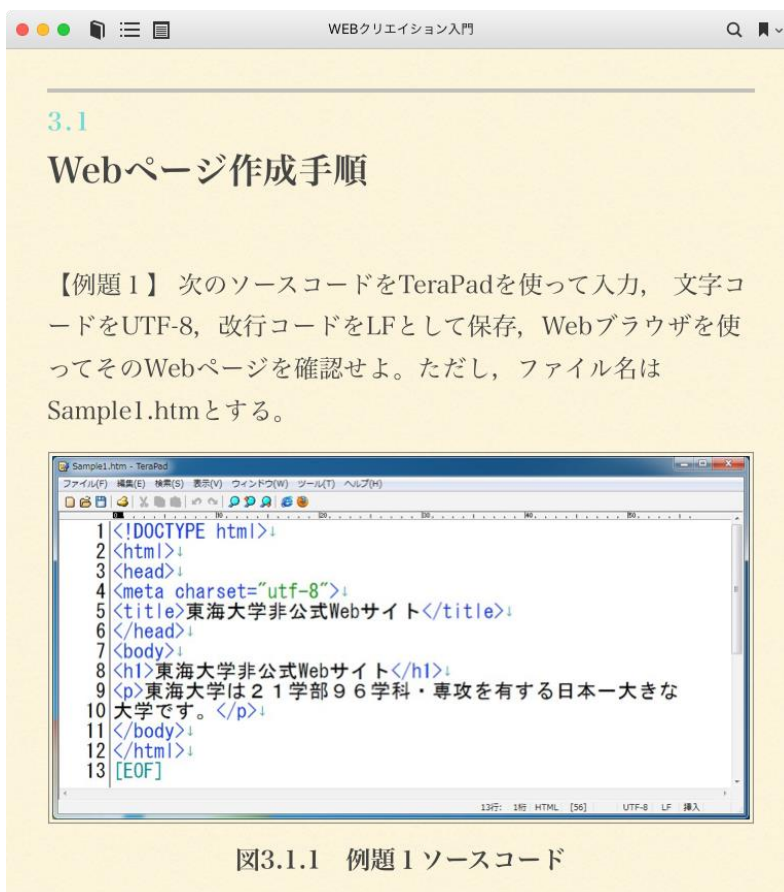 WEBクリエイション入門
3.1
Webページ作成手順
【例題１】 次のソースコードをTeraPadを使って入力， 文字コ
ードをUTF-8，改行コードをLFとして保存，Webブラウザを使
ってそのWebページを確認せよ。ただし，ファイル名は
Sample1.htmとする。
Sample1.htm - TeraPad
ファイル(F) 編集(E) 検索(S) 表示(V) ウィンドウ(W) ツール(T) ヘルプ(H)
0 10 20 30 40 50
1 <!DOCTYPE html>↓
2 <html>↓
3 <head>↓
4 <meta charset="utf-8">↓
5 <title>東海大学非公式Webサイト</title>↓
6 </head>↓
7 <body>↓
8 <h1>東海大学非公式Webサイト</h1>↓
9 <p>東海大学は２１学部９６学科・専攻を有する日本一大きな
10 大学です。</p>↓
11 </body>↓
12 </html>↓
13 [EOF]
13行: 1桁 HTML [56] UTF-8 LF 挿入
図3.1.1 例題１ソースコード